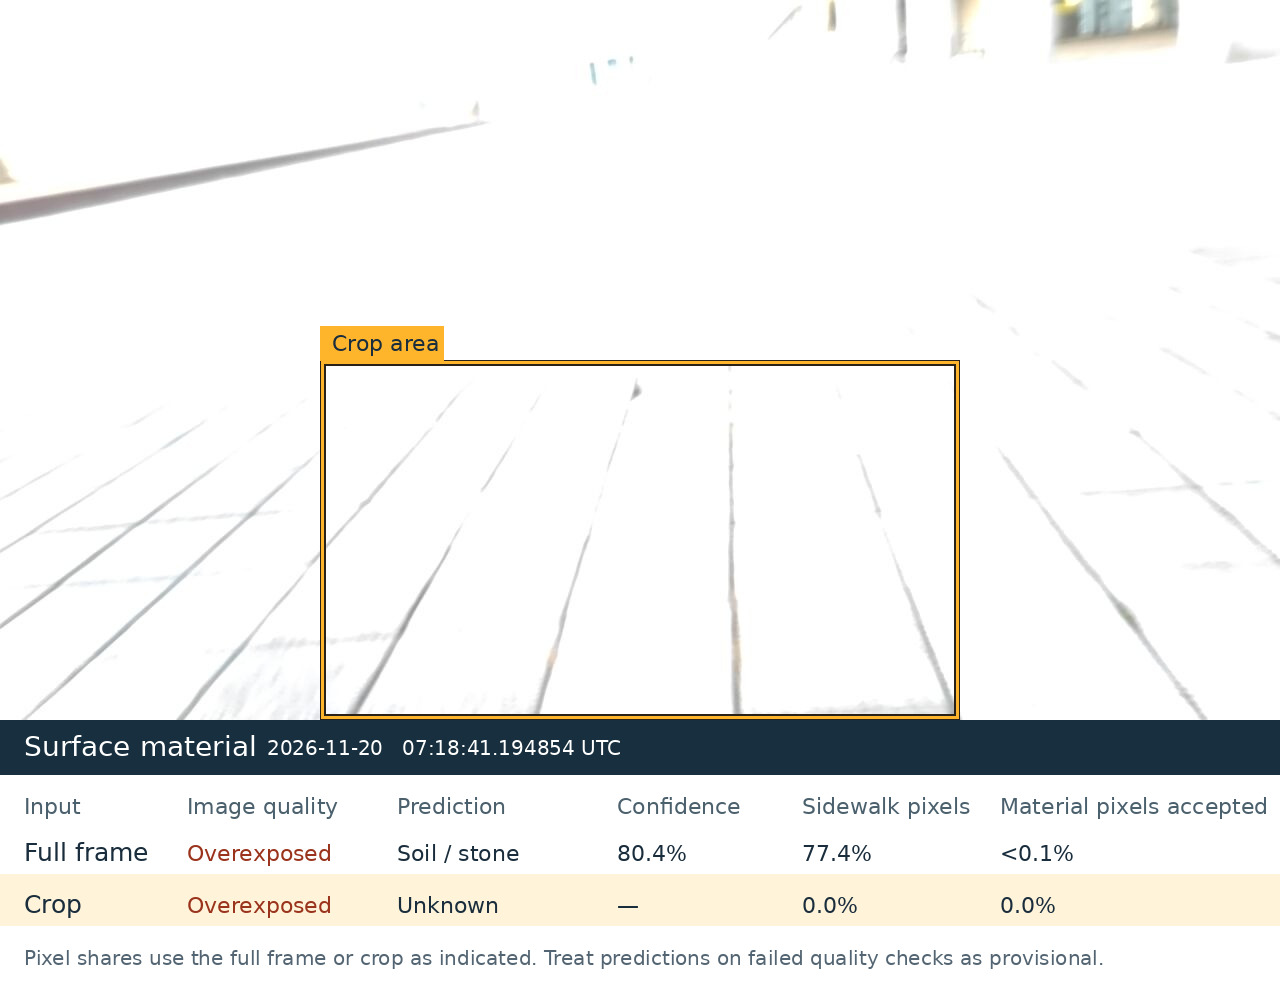 Crop area
Surface material 2026-11-20 07:18:41.194854 UTC
Input Image quality Prediction Confidence Sidewalk pixels Material pixels accepted
Full frame Overexposed Soil / stone 80.4% 77.4% <0.1%
Crop Overexposed Unknown — 0.0% 0.0%
Pixel shares use the full frame or crop as indicated. Treat predictions on failed quality checks as provisional.